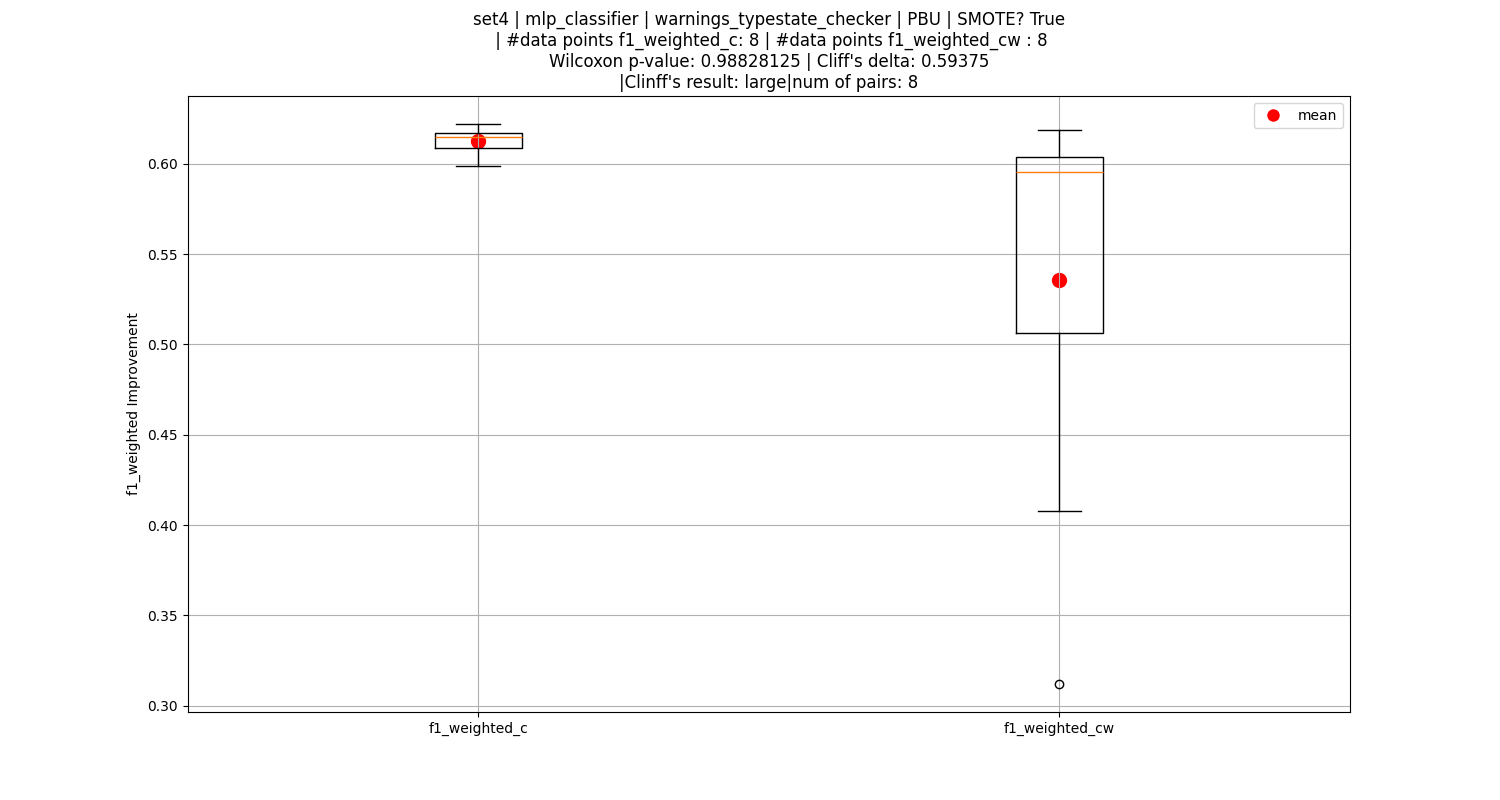 set4 | mlp_classifier | warnings_typestate_checker | PBU | SMOTE? True
| #data points f1_weighted_c: 8 | #data points f1_weighted_cw : 8
Wilcoxon p-value: 0.98828125 | Cliff's delta: 0.59375
|Clinff's result: large|num of pairs: 8
mean
0.60
0.55
0.50
0.45
0.40
0.35
0.30
f1_weighted Improvement
f1_weighted_c
f1_weighted_cw